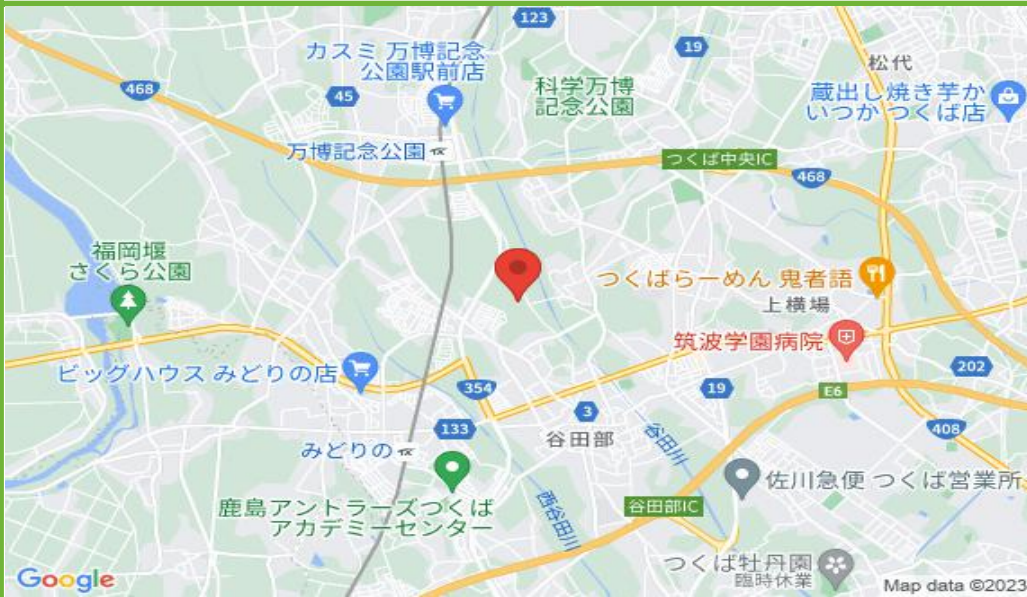 123
カスミ 万博記念
公園駅前店
19
松代
468
45
科学万博
記念公園
蔵出し焼き芋か
いつか つくば店
万博記念公園
つくば中央IC
468
福岡堰
さくら公園
つくばらーめん 鬼者語
上横場
筑波学園病院
ビッグハウス みどりの店
354
19
202
E6
3
133
408
谷田部
谷田川
みどりの
佐川急便 つくば営業所
鹿島アントラーズつくば
アカデミーセンター
西谷田川
谷田部IC
つくば牡丹園
臨時休業
Google
Map data ©2023